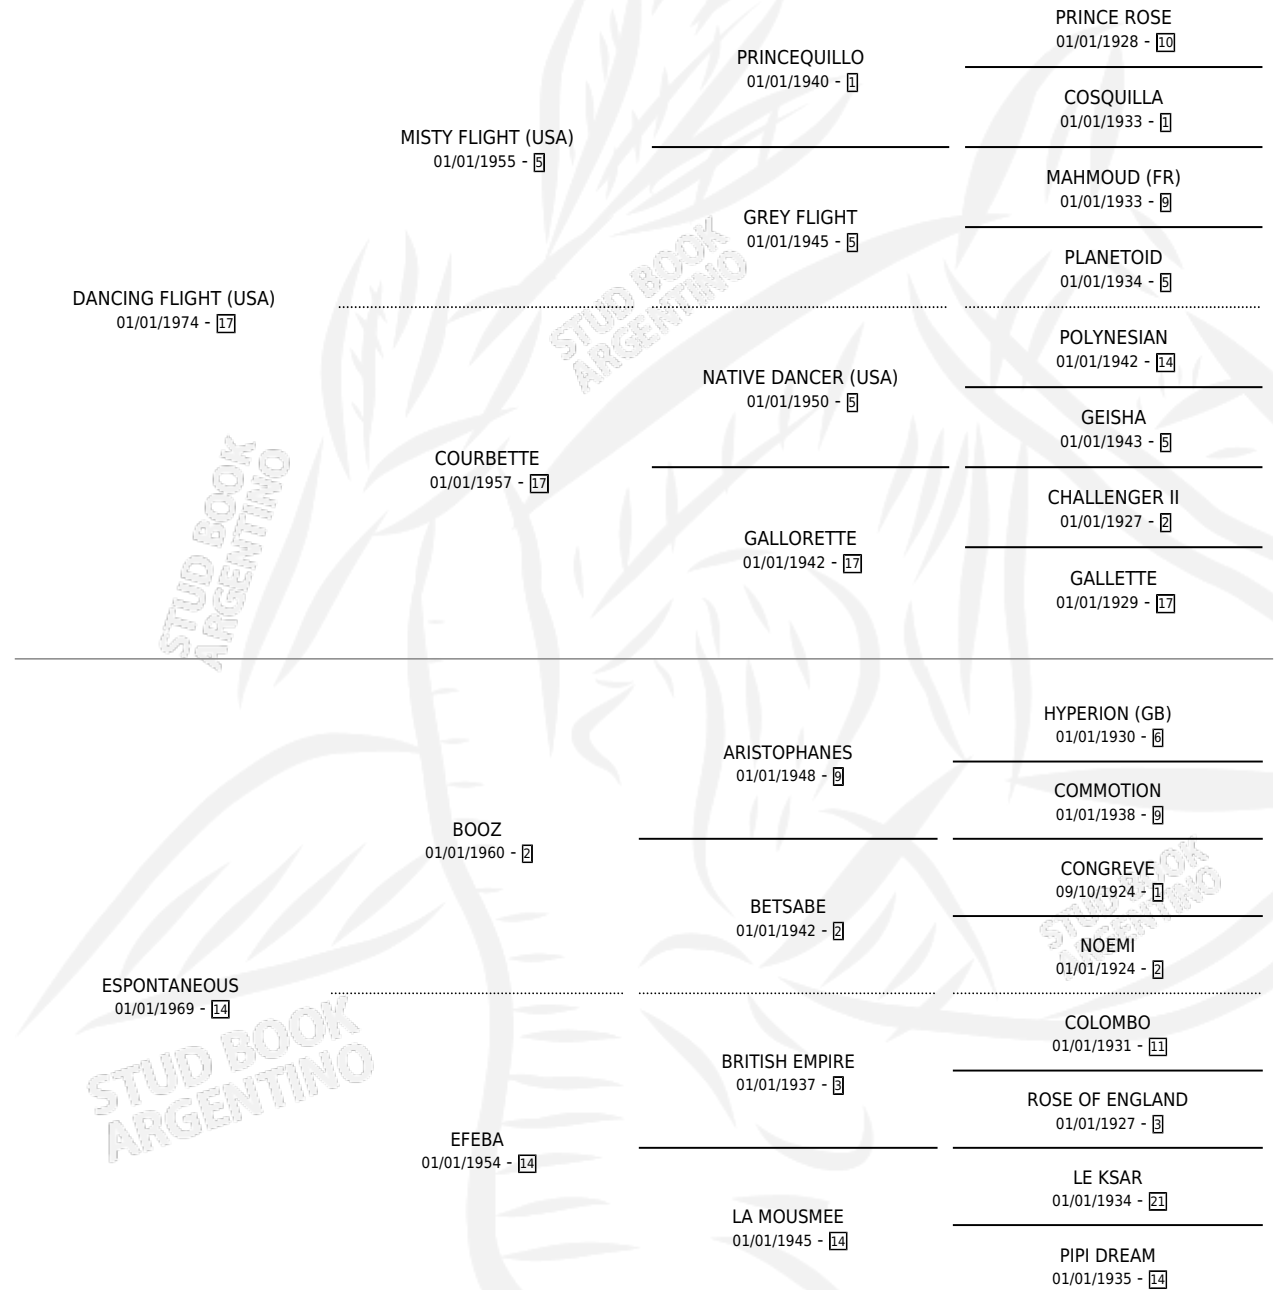 PRINCE ROSE
01/01/1928 - 10
PRINCEQUILLO
01/01/1940 - 1
COSQUILLA
01/01/1933 - 1
MISTY FLIGHT (USA)
01/01/1955 - 5
MAHMOUD (FR)
01/01/1933 - 9
GREY FLIGHT
01/01/1945 - 5
PLANETOID
01/01/1934 - 5
DANCING FLIGHT (USA)
01/01/1974 - 17
POLYNESIAN
01/01/1942 - 14
NATIVE DANCER (USA)
01/01/1950 - 5
GEISHA
01/01/1943 - 5
COURBETTE
01/01/1957 - 17
CHALLENGER II
01/01/1927 - 2
GALLORETTE
01/01/1942 - 17
GALLETTE
01/01/1929 - 17
HYPERION (GB)
01/01/1930 - 6
ARISTOPHANES
01/01/1948 - 9
COMMOTION
01/01/1938 - 9
BOOZ
01/01/1960 - 2
CONGREVE
09/10/1924 - 1
BETSABE
01/01/1942 - 2
NOEMI
01/01/1924 - 2
ESPONTANEOUS
01/01/1969 - 14
COLOMBO
01/01/1931 - 11
BRITISH EMPIRE
01/01/1937 - 3
ROSE OF ENGLAND
01/01/1927 - 3
EFEBA
01/01/1954 - 14
LE KSAR
01/01/1934 - 21
LA MOUSMEE
01/01/1945 - 14
PIPI DREAM
01/01/1935 - 14
STUD BOOK
ARGENTINO
STUD BOOK
ARGENTINO
STUD BOOK
ARGENTINO
STUD BOOK
ARGENTINO